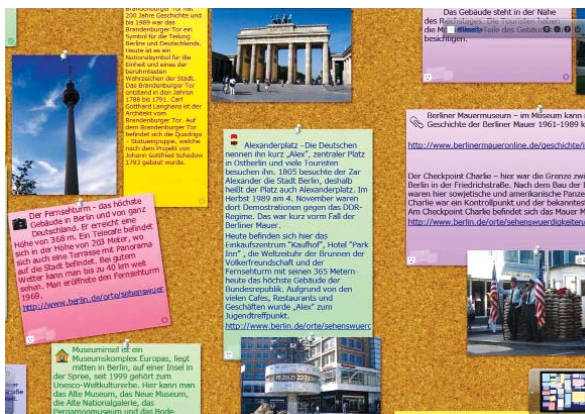 Brandenburger Tor hat
200 Jahre Geschichte und
bis 1989 war das
Brandenburger Tor ein
Symbol für die Teilung
Berlins und Deutschlands.
Heute ist es ein
Nationalsymbol für die
Einheit und eines der
berühmtesten
Wahrzeichen der Stadt.
Das Brandenburger Tor
entstand in den Jahren
1788 bis 1791. Carl
Gotthard Langhans ist der
Architekt vom
Brandenburger Tor. Auf
dem Brandenburger Tor
befindet sich die Quadriga
- Statuengruppe, welche
nach dem Projekt von
Johann Gottfried Schadow
1793 gebaut wurde.
Das Gebäude steht in der Nähe
des Reichstages. Die Touristen haben
die Teile des
besichtigen.
Alexanderplatz –Die Deutschen
nennen ihn kurz „Alex", zentraler Platz
in Ostberlin und viele Touristen
besuchen ihn. 1805 besuchte der Zar
Alexander die Stadt Berlin, deshalb
heißt der Platz auch Alexanderplatz. Im
Herbst 1989 am 4. November waren
dort Demonstrationen gegen das DDR-
Regime. Das war kurz vorm Fall der
Berliner Mauer.
Heute befinden sich hier das
Einkaufszentrum "Kaufhof", Hotel "Park
Inn" , die Weltzeituhr der Brunnen der
Völkerfreundschaft und der
Fernsehturm mit seinen 365 Metern-
heute das höchste Gebäude der
Bundesrepublik. Aufgrund von den
vielen Cafes, Restaurants und
Geschäften wurde „Alex" zum
Jugendtreffpunkt.
http://www.berlin.de/orte/sehenswuerc
Berliner Mauermuseum – im Museum kann
Geschichte der Berliner Mauer 1961-1989 k
http://www.berlinermaueronline.de/geschichte/i
Der Checkpoint Charlie – hier war die Grenze zwi
Berlin in der Friedrichstraße. Nach dem Bau der
waren hier sowjetische und amerikanische Panze
Charlie war ein Kontrollpunkt und der bekanntest
Am Checkpoint Charlie befindet sich das Mauer M
http://www.berlin.de/orte/sehenswuerdigkeiten/
Der Fernsehturm - das höchste
Gebäude in Berlin und von ganz
Deutschland. Er erreicht eine
Höhe von 368 m. Ein Telecafe befindet
sich in der Höhe von 203 Meter, wo
sich auch eine Terrasse mit Panorama
auf die Stadt befindet. Bei gutem
Wetter kann man bis zu 40 km weit
sehen. Man eröffnete den Fernsehturm
1969.
http://www.berlin.de/orte/sehenswuer
Museuminsel ist ein
Museumskomplex Europas, liegt
mitten in Berlin, auf einer Insel in
der Spree, seit 1999 gehört zum
Unesco-Weltkulturerbe. Hier kann man
das Alte Museum, das Neue Museum,
die Alte Nationalgalerie, das
Pergamonmuseum und das Bode-